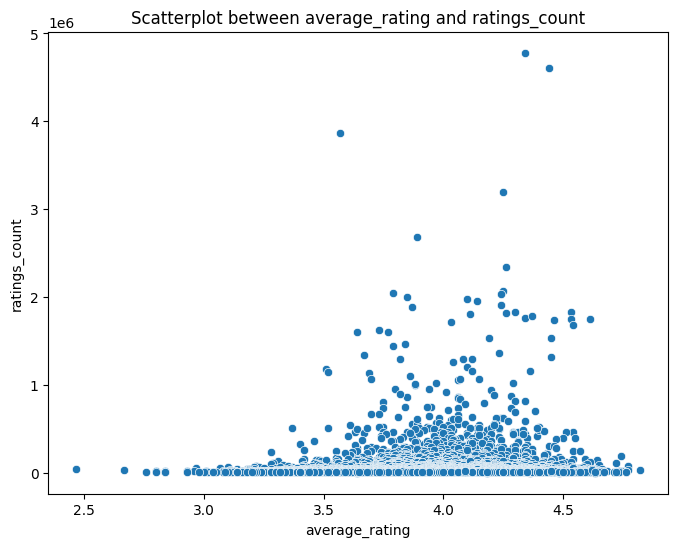 Scatterplot between average_rating and ratings_count
1e6
5
4
3
2
1
0
ratings_count
2.5 3.0 3.5 4.0 4.5
average_rating